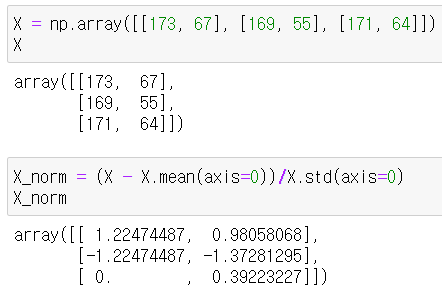 X = np.array([[173, 67], [169, 55], [171, 64]])
X
array([[173,  67],
       [169,  55],
       [171,  64]])
X_norm = (X - X.mean(axis=0))/X.std(axis=0)
X_norm
array([[ 1.22474487,  0.98058068],
       [-1.22474487, -1.37281295],
       [ 0.        ,  0.39223227]])